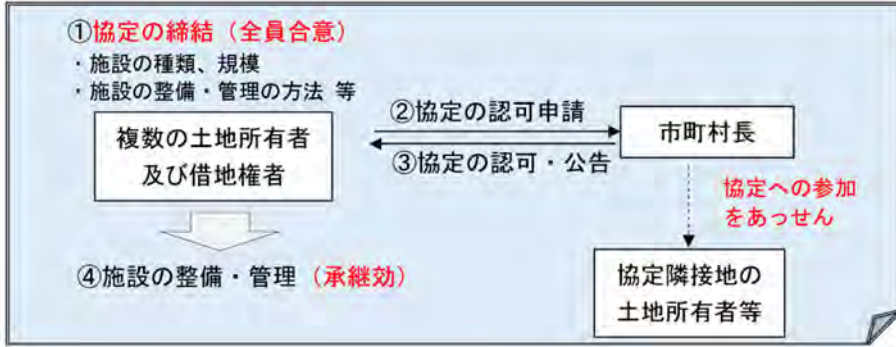 ①協定の締結（全員合意）
・施設の種類、規模
・施設の整備・管理の方法 等
複数の土地所有者
及び借地権者
②協定の認可申請
③協定の認可・公告
市町村長
協定への参加
をあっせん
④施設の整備・管理（承継効）
協定隣接地の
土地所有者等